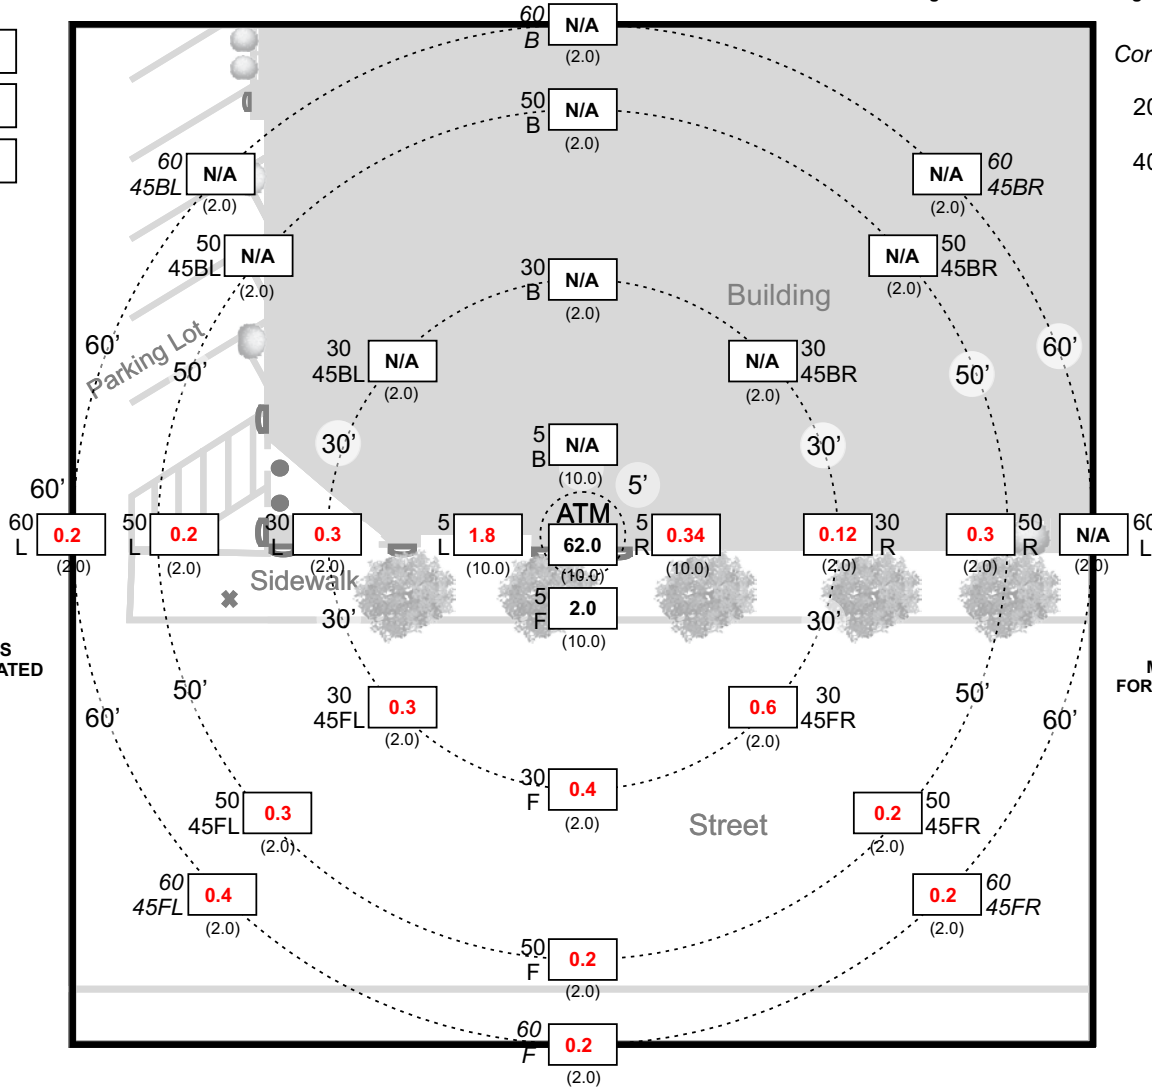 60
B
N/A
(2.0)
Cor
50
B
N/A
(2.0)
20
40
60
45BL
N/A
(2.0)
N/A
60
45BR
(2.0)
50
45BL
N/A
(2.0)
N/A
50
45BR
(2.0)
30
B
N/A
(2.0)
Building
Parking Lot
60’
50’
30
45BL
N/A
(2.0)
N/A
30
45BR
(2.0)
50’
60’
30’
30’
5
B
N/A
(10.0)
5’
60’
ATM
60
L
0.2
(2.0)
50
L
0.2
(2.0)
30
L
0.3
(2.0)
5
L
1.8
(10.0)
62.0
(10.0)
5
R
0.34
(10.0)
0.12
30
R
(2.0)
0.3
50
R
(2.0)
N/A
60
L
(2.0)
Sidewalk
5
F
2.0
(10.0)
30’
30’
S
ATED
M
FOR
60’
50’
30
45FL
0.3
(2.0)
0.6
30
45FR
(2.0)
50’
60’
30
F
0.4
(2.0)
Street
50
45FL
0.3
(2.0)
0.2
50
45FR
(2.0)
60
45FL
0.4
(2.0)
0.2
60
45FR
(2.0)
50
F
0.2
(2.0)
60
F
0.2
(2.0)